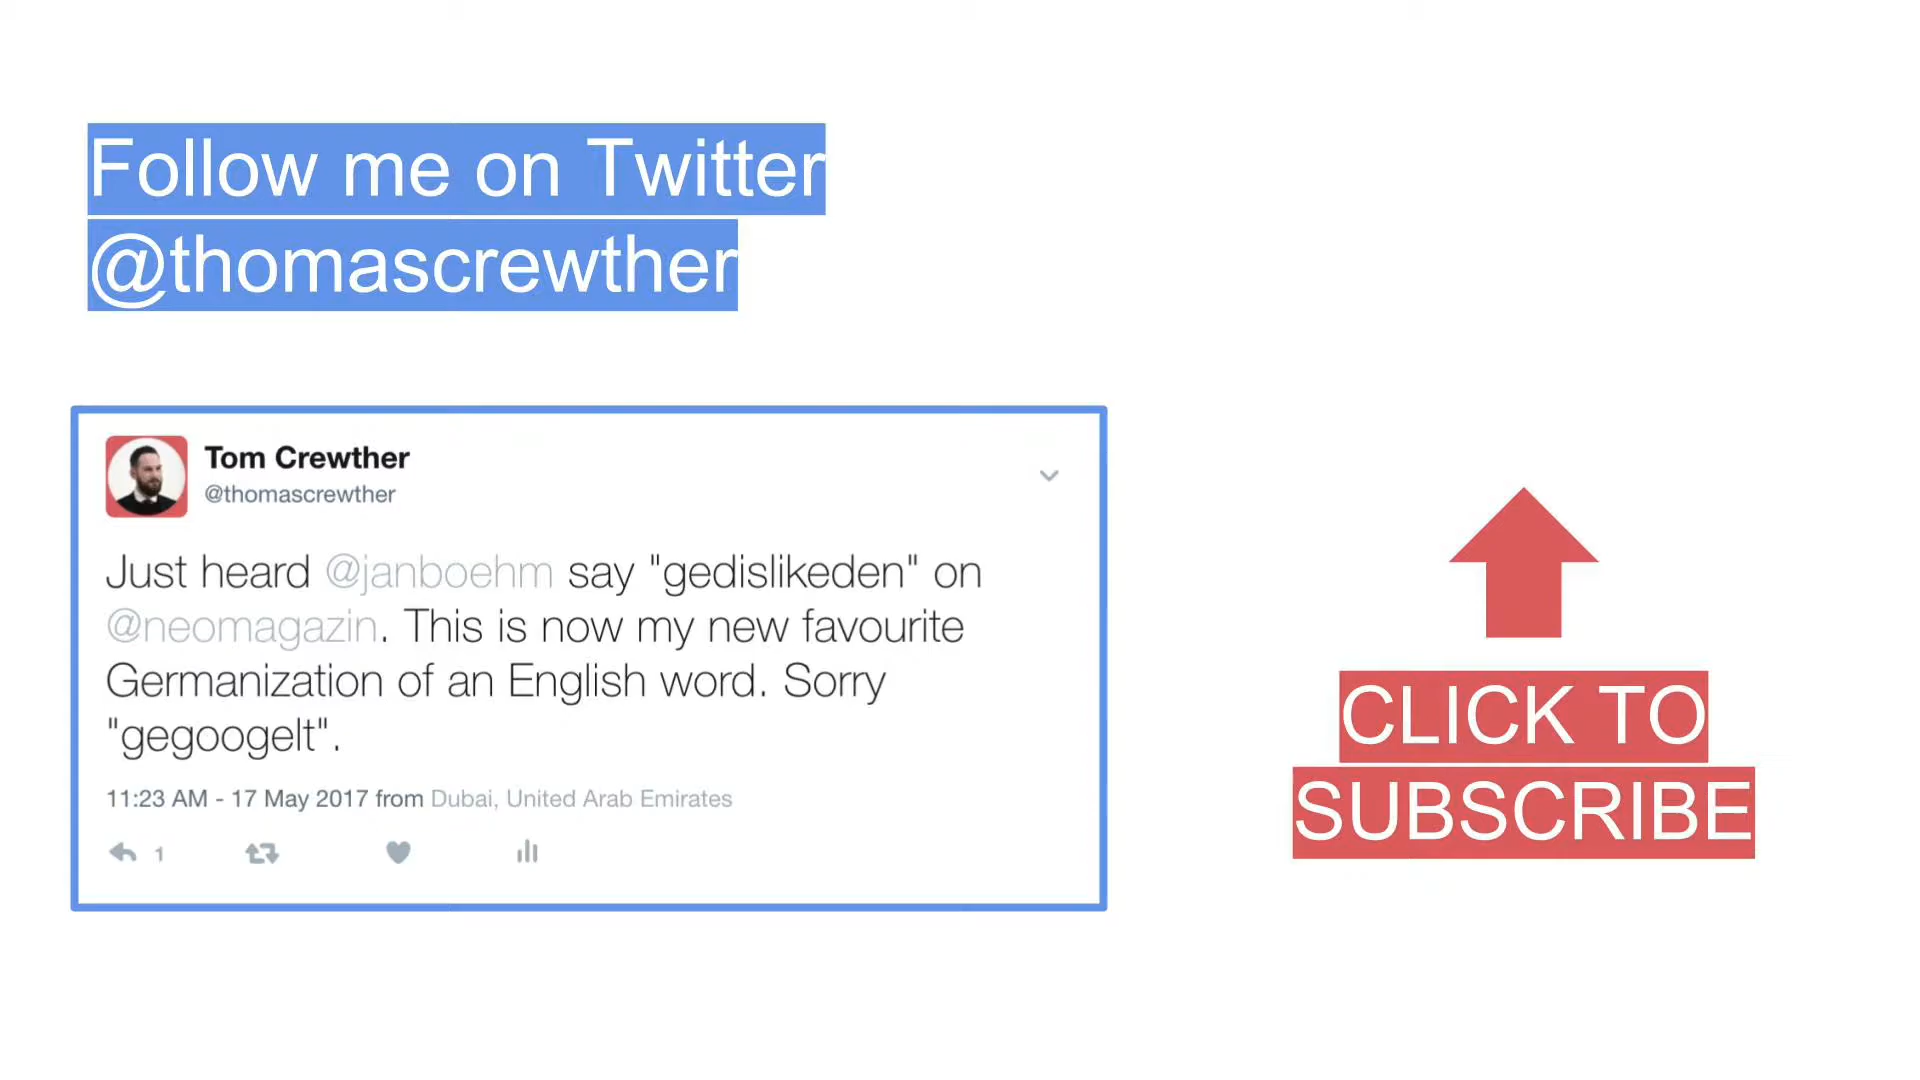 Follow me on Twitter
@thomascrewther
Tom Crewther
@thomascrewther
Just heard @janboehm say "gedislikeden" on
@neomagazin. This is now my new favourite
Germanization of an English word. Sorry
"gegoogelt".
11:23 AM - 17 May 2017 from Dubai, United Arab Emirates
1
CLICK TO
SUBSCRIBE